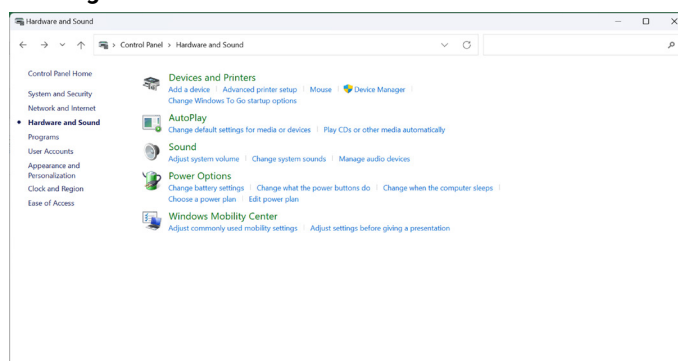 Hardware and Sound
Control Panel > Hardware and Sound
Control Panel Home
System and Security
Network and Internet
Hardware and Sound
Programs
User Accounts
Appearance and
Personalization
Clock and Region
Ease of Access
Devices and Printers
Add a device | Advanced printer setup | Mouse | Device Manager
Change Windows To Go startup options
AutoPlay
Change default settings for media or devices | Play CDs or other media automatically
Sound
Adjust system volume | Change system sounds | Manage audio devices
Power Options
Change battery settings | Change what the power buttons do | Change when the computer sleeps
Choose a power plan | Edit power plan
Windows Mobility Center
Adjust commonly used mobility settings | Adjust settings before giving a presentation